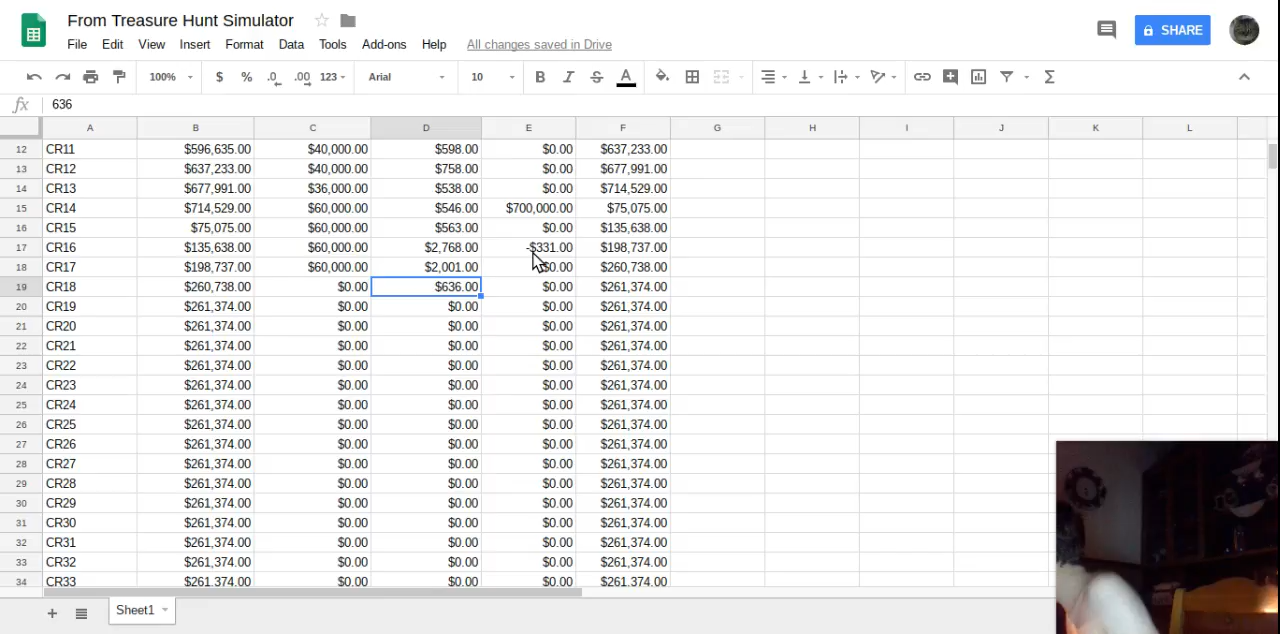 From Treasure Hunt Simulator
SHARE
File Edit View Insert Format Data Tools Add-ons Help All changes saved in Drive
100% $ % .0 .00 123 Arial 10 B I S A Σ
fx 636
A B C D E F G H I J K L
12 CR11 $596,635.00 $40,000.00 $598.00 $0.00 $637,233.00
13 CR12 $637,233.00 $40,000.00 $758.00 $0.00 $677,991.00
14 CR13 $677,991.00 $36,000.00 $538.00 $0.00 $714,529.00
15 CR14 $714,529.00 $60,000.00 $546.00 $700,000.00 $75,075.00
16 CR15 $75,075.00 $60,000.00 $563.00 $0.00 $135,638.00
17 CR16 $135,638.00 $60,000.00 $2,768.00 -$331.00 $198,737.00
18 CR17 $198,737.00 $60,000.00 $2,001.00 $0.00 $260,738.00
19 CR18 $260,738.00 $0.00 $636.00 $0.00 $261,374.00
20 CR19 $261,374.00 $0.00 $0.00 $0.00 $261,374.00
21 CR20 $261,374.00 $0.00 $0.00 $0.00 $261,374.00
22 CR21 $261,374.00 $0.00 $0.00 $0.00 $261,374.00
23 CR22 $261,374.00 $0.00 $0.00 $0.00 $261,374.00
24 CR23 $261,374.00 $0.00 $0.00 $0.00 $261,374.00
25 CR24 $261,374.00 $0.00 $0.00 $0.00 $261,374.00
26 CR25 $261,374.00 $0.00 $0.00 $0.00 $261,374.00
27 CR26 $261,374.00 $0.00 $0.00 $0.00 $261,374.00
28 CR27 $261,374.00 $0.00 $0.00 $0.00 $261,374.00
29 CR28 $261,374.00 $0.00 $0.00 $0.00 $261,374.00
30 CR29 $261,374.00 $0.00 $0.00 $0.00 $261,374.00
31 CR30 $261,374.00 $0.00 $0.00 $0.00 $261,374.00
32 CR31 $261,374.00 $0.00 $0.00 $0.00 $261,374.00
33 CR32 $261,374.00 $0.00 $0.00 $0.00 $261,374.00
34 CR33 $261,374.00 $0.00 $0.00 $0.00 $261,374.00
+ Sheet1